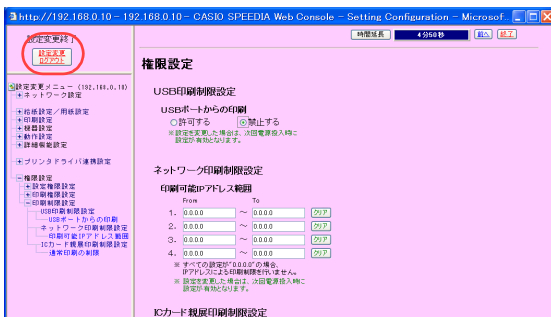 http://192.168.0.10 - 192.168.0.10 - CASIO SPEEDIA Web Console - Setting Configuration - Microsof...
設定変更終了
設定変更
ログアウト
時間延長 4分50秒 前へ 終了
設定変更メニュー (192.168.0.10)
ネットワーク設定
給紙設定/用紙設定
印刷設定
機器設定
動作設定
詳細機能設定
プリンタドライバ連携設定
権限設定
設定権限設定
印刷権限設定
印刷制限設定
USB印刷制限設定
USBポートからの印刷
ネットワーク印刷制限設定
印刷可能IPアドレス範囲
ICカード親展印刷制限設定
通常印刷の制限
権限設定
USB印刷制限設定
USBポートからの印刷
許可する 禁止する
※ 設定を変更した場合は、次回電源投入時に
設定が有効となります。
ネットワーク印刷制限設定
印刷可能IPアドレス範囲
From To
1. 0.0.0.0 ～ 0.0.0.0 クリア
2. 0.0.0.0 ～ 0.0.0.0 クリア
3. 0.0.0.0 ～ 0.0.0.0 クリア
4. 0.0.0.0 ～ 0.0.0.0 クリア
※ すべての設定が"0.0.0.0"の場合、
IPアドレスによる印刷制限を行いません。
※ 設定を変更した場合は、次回電源投入時に
設定が有効となります。
ICカード親展印刷制限設定